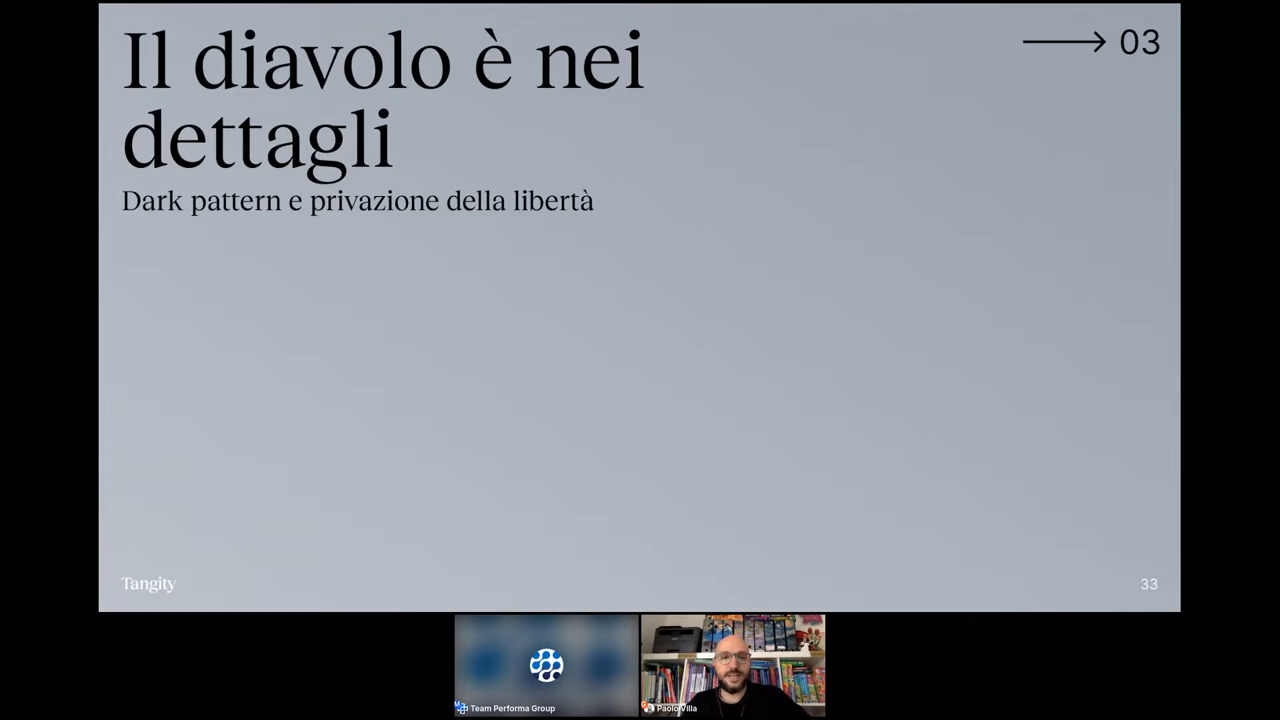 Il diavolo è nei
dettagli
Dark pattern e privazione della libertà
03
Tangity
33
Team Performa Group
Paolo Villa